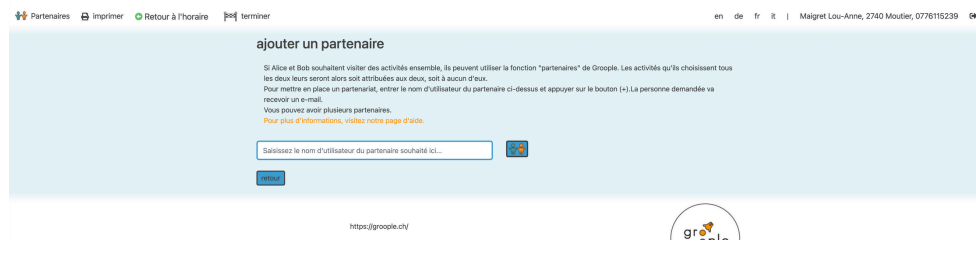 Partenaires imprimer Retour à l'horaire terminer en de fr it | Maigret Lou-Anne, 2740 Moutier, 0776115239
ajouter un partenaire
Si Alice et Bob souhaitent visiter des activités ensemble, ils peuvent utiliser la fonction "partenaires" de Groople. Les activités qu'ils choisissent tous
les deux leurs seront alors soit attribuées aux deux, soit à aucun d'eux.
Pour mettre en place un partenariat, entrer le nom d'utilisateur du partenaire ci-dessus et appuyer sur le bouton (+).La personne demandée va
recevoir un e-mail.
Vous pouvez avoir plusieurs partenaires.
Pour plus d'informations, visitez notre page d'aide.
Saisissez le nom d'utilisateur du partenaire souhaité ici...
retour
https://groople.ch/
gro
ople